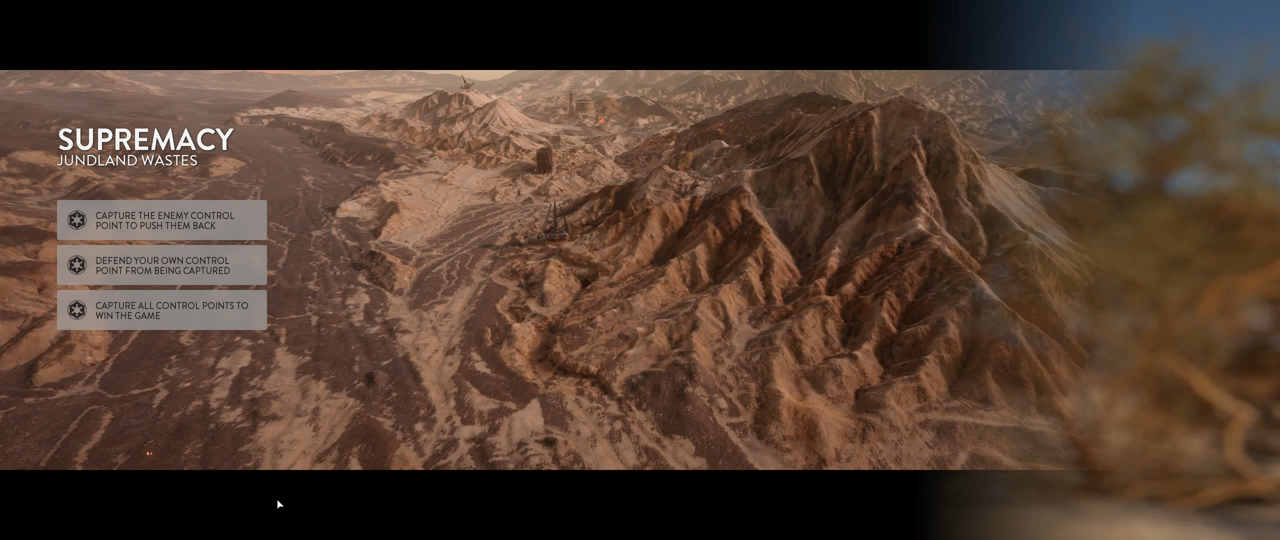 SUPREMACY
JUNDLAND WASTES
CAPTURE THE ENEMY CONTROL
POINT TO PUSH THEM BACK
DEFEND YOUR OWN CONTROL
POINT FROM BEING CAPTURED
CAPTURE ALL CONTROL POINTS TO
WIN THE GAME